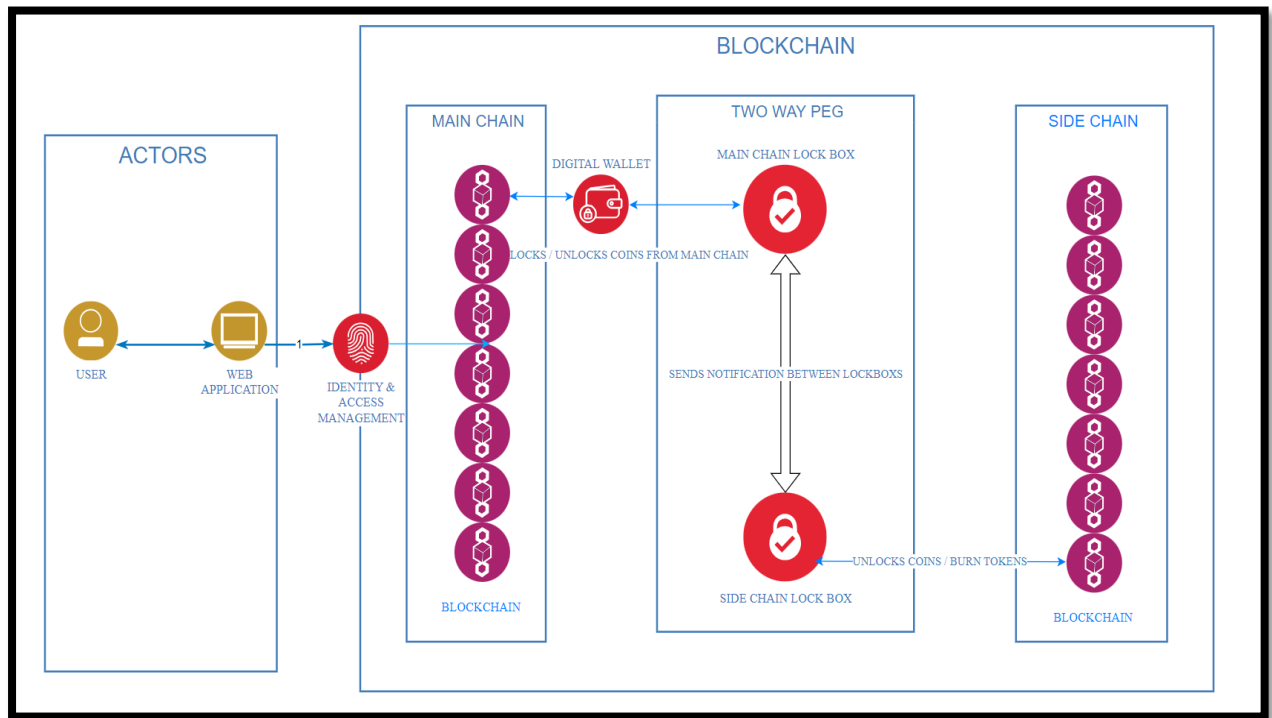 BLOCKCHAIN
ACTORS
MAIN CHAIN
TWO WAY PEG
SIDE CHAIN
DIGITAL WALLET
MAIN CHAIN LOCK BOX
LOCKS / UNLOCKS COINS FROM MAIN CHAIN
1
USER
WEB
APPLICATION
IDENTITY &
ACCESS
MANAGEMENT
SENDS NOTIFICATION BETWEEN LOCKBOXS
UNLOCKS COINS / BURN TOKENS
SIDE CHAIN LOCK BOX
BLOCKCHAIN
BLOCKCHAIN